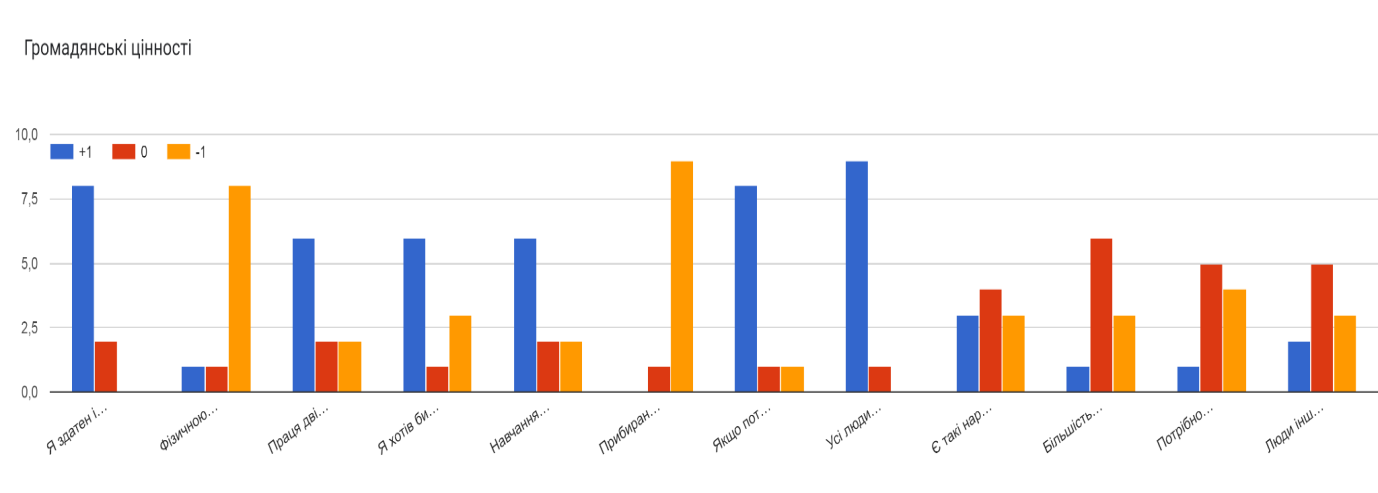 Громадянські цінності
10,0
+1 0 -1
7,5
5,0
2,5
0,0
Я здатен і…
Фізичною…
Праця дві…
Я хотів би…
Навчання…
Прибиран…
Якщо пот…
Усі люди…
Є такі нар…
Більшість…
Потрібно…
Люди інш…